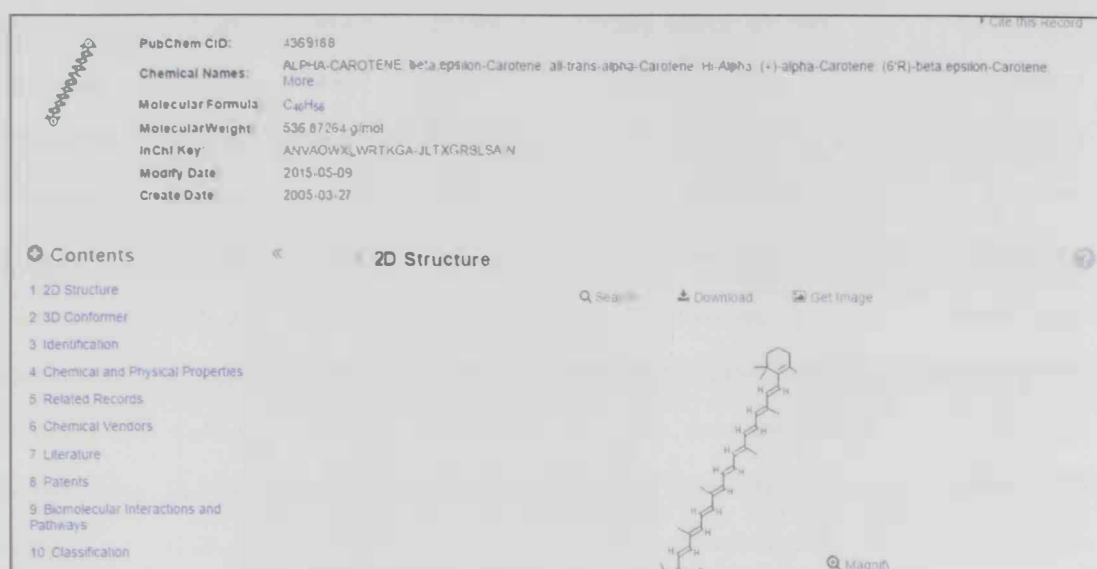 Cite this Record
PubChem CID: 4369188
Chemical Names: ALPHA-CAROTENE beta,epsilon-Carotene all-trans-alpha-Carotene Hi-Alpha (+)-alpha-Carotene (6'R)-beta,epsilon-Carotene
More
Molecular Formula C40H56
Molecular Weight 536.87264 g/mol
InChI Key:
Modify Date 2015-05-09
Create Date 2005-03-27
Contents «
2D Structure
?
1 2D Structure
Search Download Get Image
2 3D Conformer
3 Identification
4 Chemical and Physical Properties
5 Related Records
6 Chemical Vendors
7 Literature
8 Patents
9 Biomolecular Interactions and
Pathways
10 Classification
H
H
H
H
H
H
H
H
H
H
H
H
H
H
Magnify